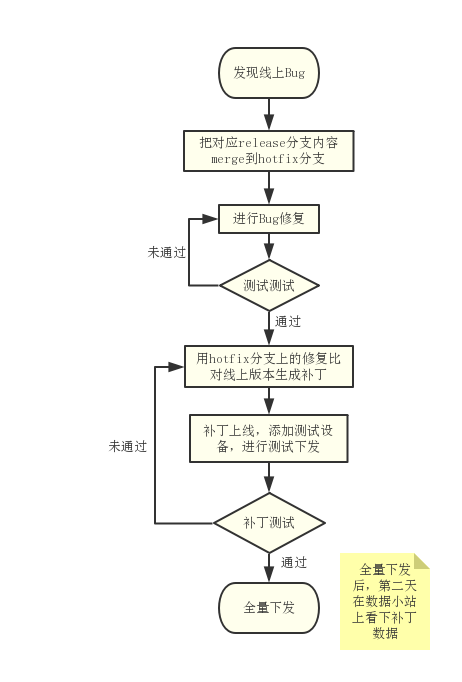 发现线上Bug
把对应release分支内容
merge到hotfix分支
进行Bug修复
未通过
测试测试
通过
用hotfix分支上的修复比
对线上版本生成补丁
补丁上线，添加测试设
备，进行测试下发
未通过
补丁测试
通过
全量下发
全量下发
后，第二天
在数据小站
上看下补丁
数据